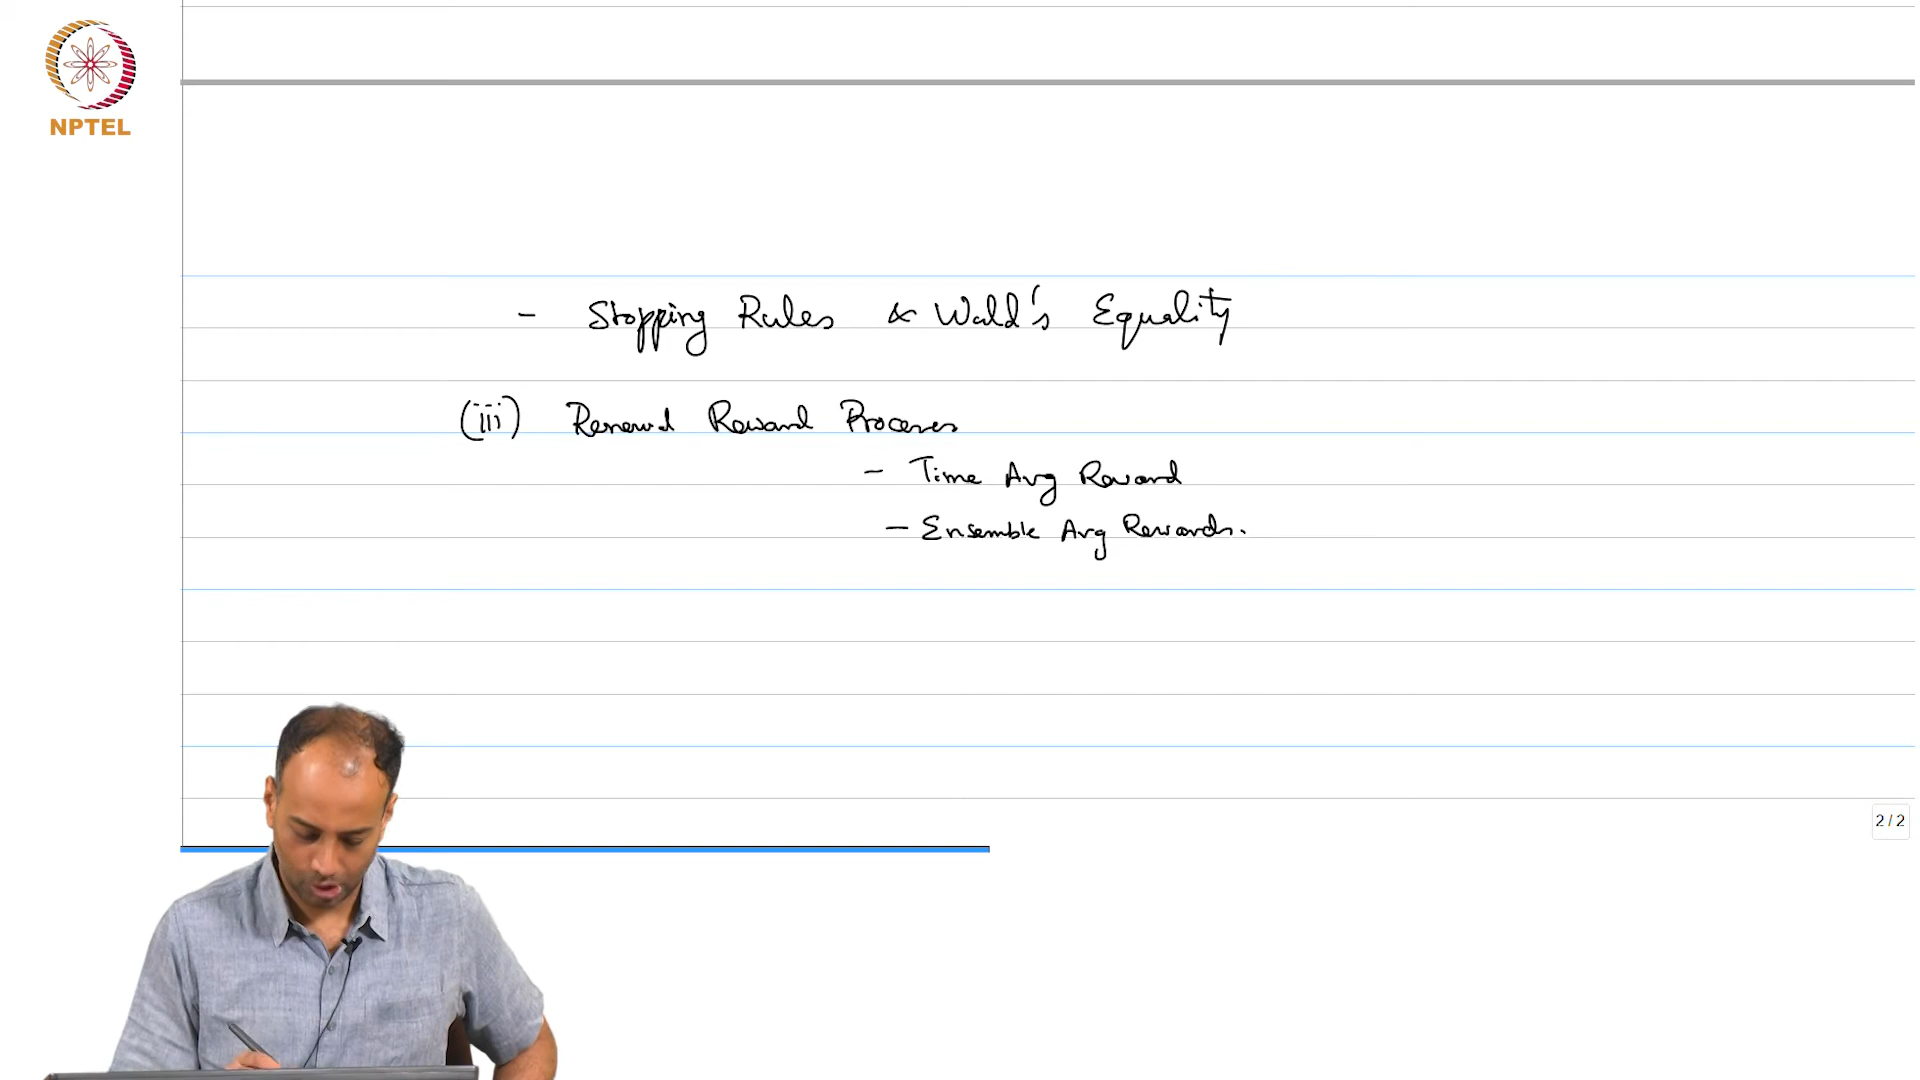 NPTEL
- Stopping Rules & Wald's Equality
(iii) Renewal Reward Processes
- Time Avg Reward
- Ensemble Avg Rewards.
2 / 2